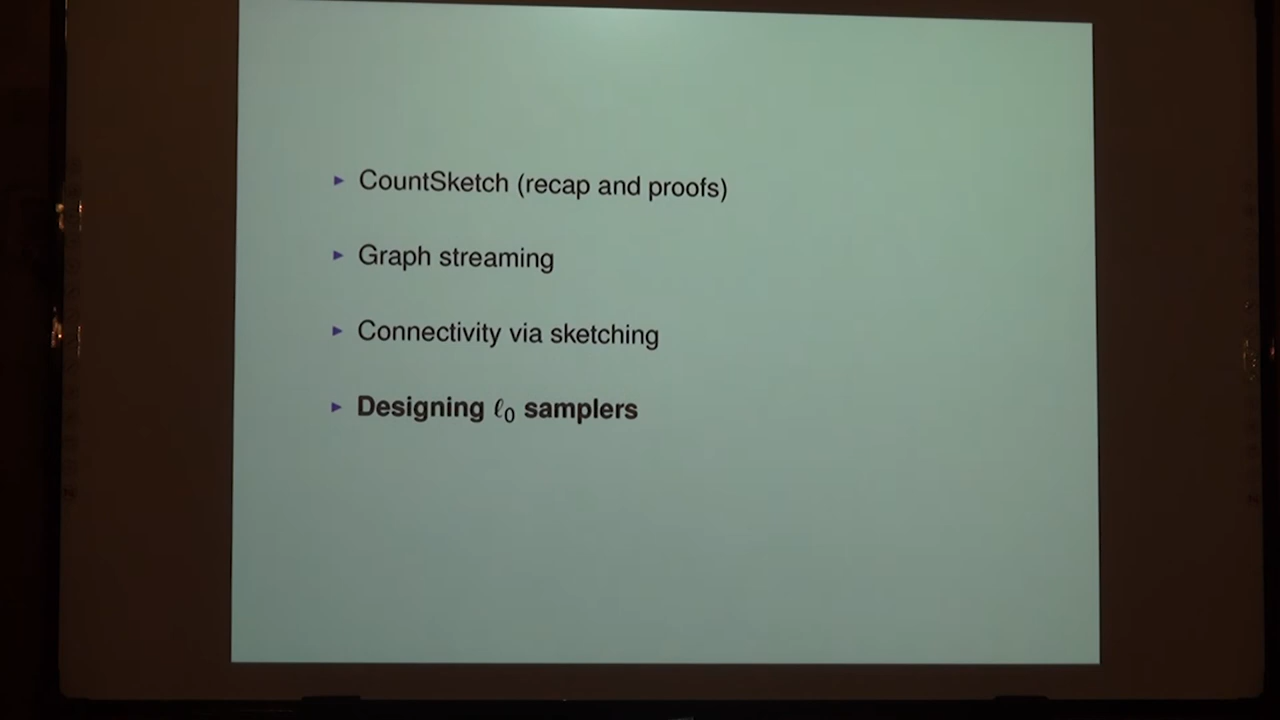 ▸ CountSketch (recap and proofs)
▸ Graph streaming
▸ Connectivity via sketching
▸ Designing ℓ₀ samplers